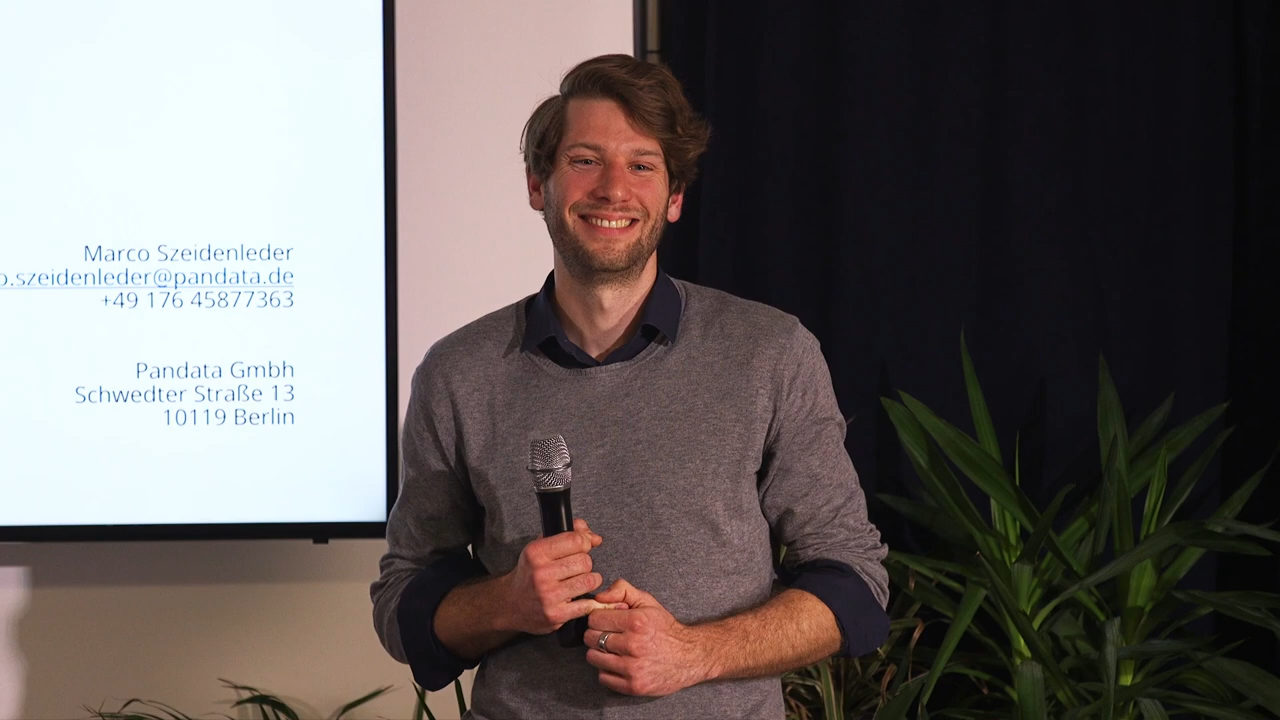 Marco Szeidenleder
o.szeidenleder@pandata.de
+49 176 45877363
Pandata Gmbh
Schwedter Straße 13
10119 Berlin